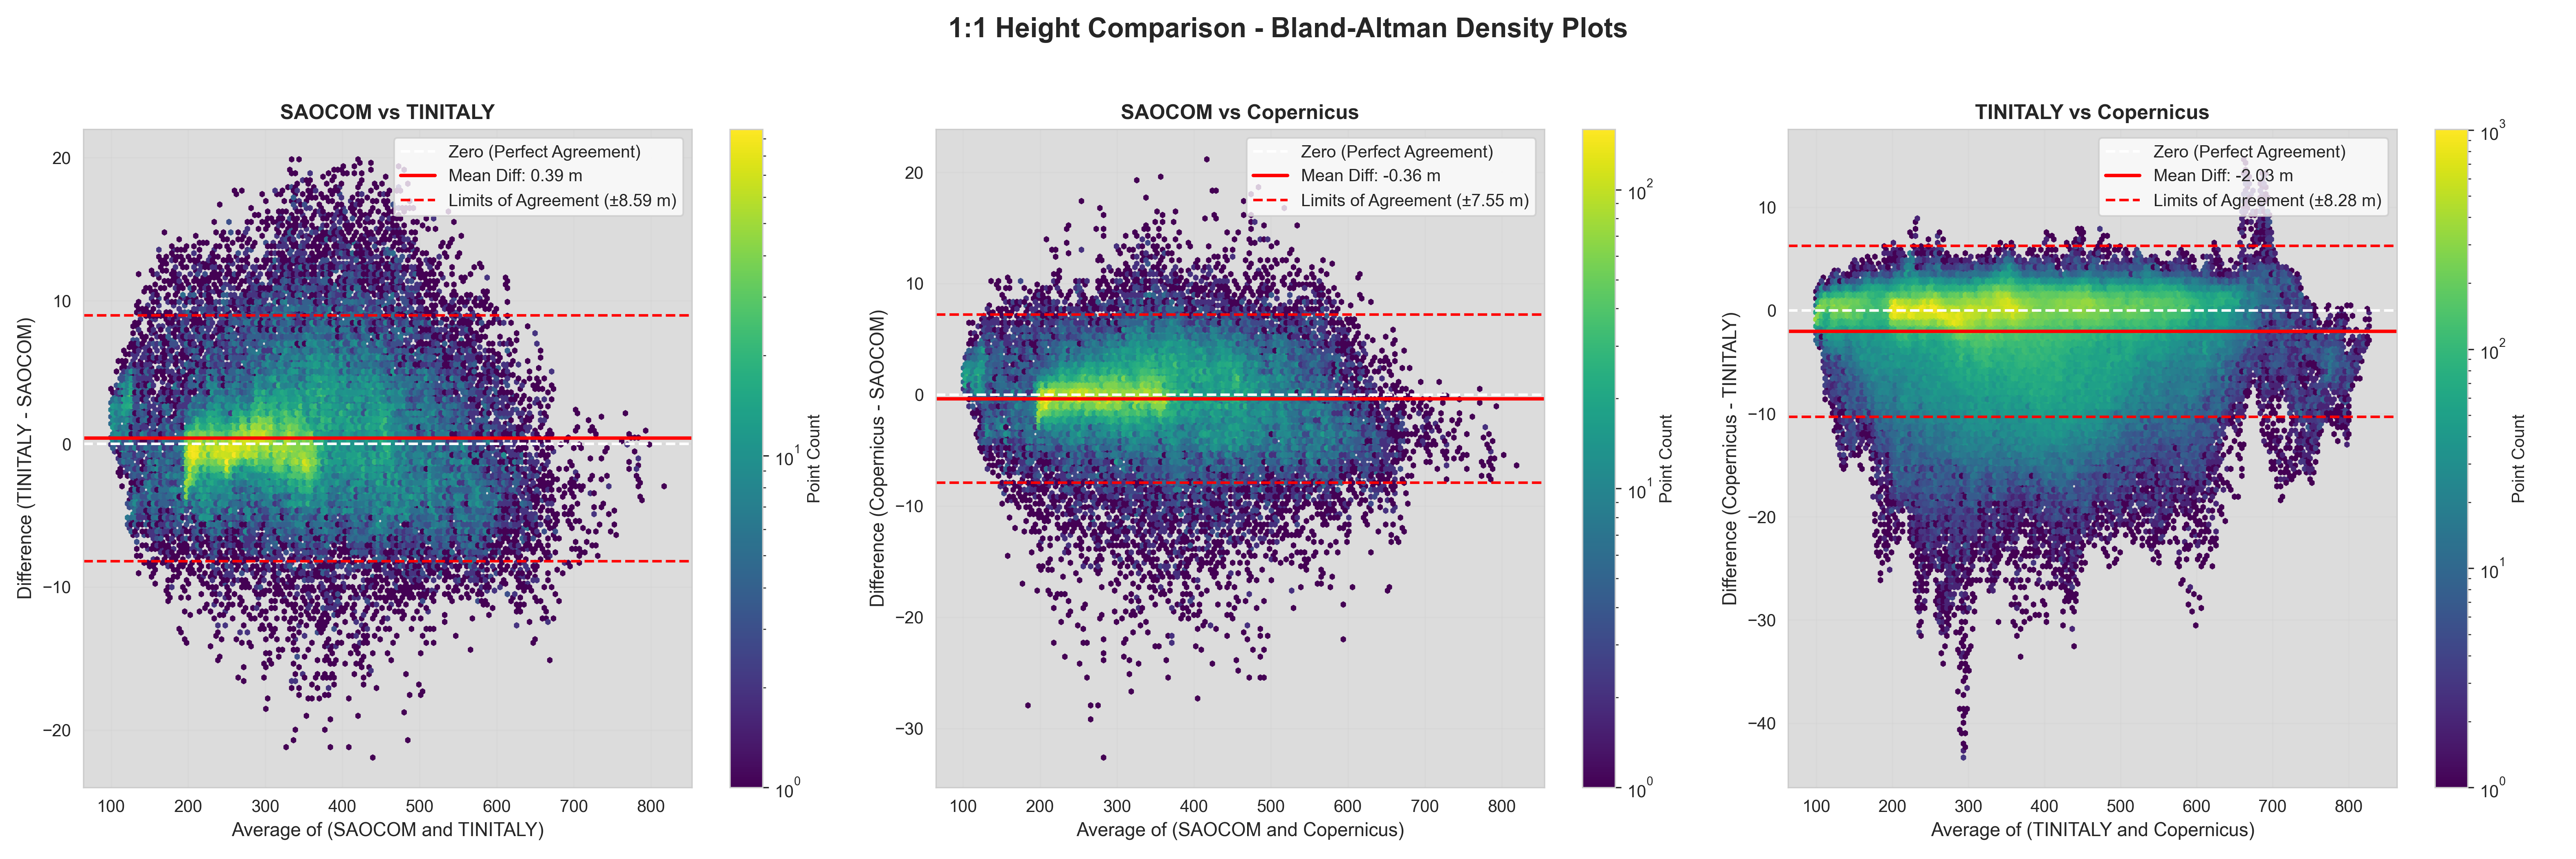 1:1 Height Comparison - Bland-Altman Density Plots
SAOCOM vs TINITALY
Zero (Perfect Agreement)
Mean Diff: 0.39 m
Limits of Agreement (±8.59 m)
20
10
0
−10
−20
Difference (TINITALY - SAOCOM)
100 200 300 400 500 600 700 800
Average of (SAOCOM and TINITALY)
10^1
10^0
Point Count
SAOCOM vs Copernicus
Zero (Perfect Agreement)
Mean Diff: -0.36 m
Limits of Agreement (±7.55 m)
20
10
0
−10
−20
−30
Difference (Copernicus - SAOCOM)
100 200 300 400 500 600 700 800
Average of (SAOCOM and Copernicus)
10^2
10^1
10^0
Point Count
TINITALY vs Copernicus
Zero (Perfect Agreement)
Mean Diff: -2.03 m
Limits of Agreement (±8.28 m)
10
0
−10
−20
−30
−40
Difference (Copernicus - TINITALY)
100 200 300 400 500 600 700 800
Average of (TINITALY and Copernicus)
10^3
10^2
10^1
10^0
Point Count